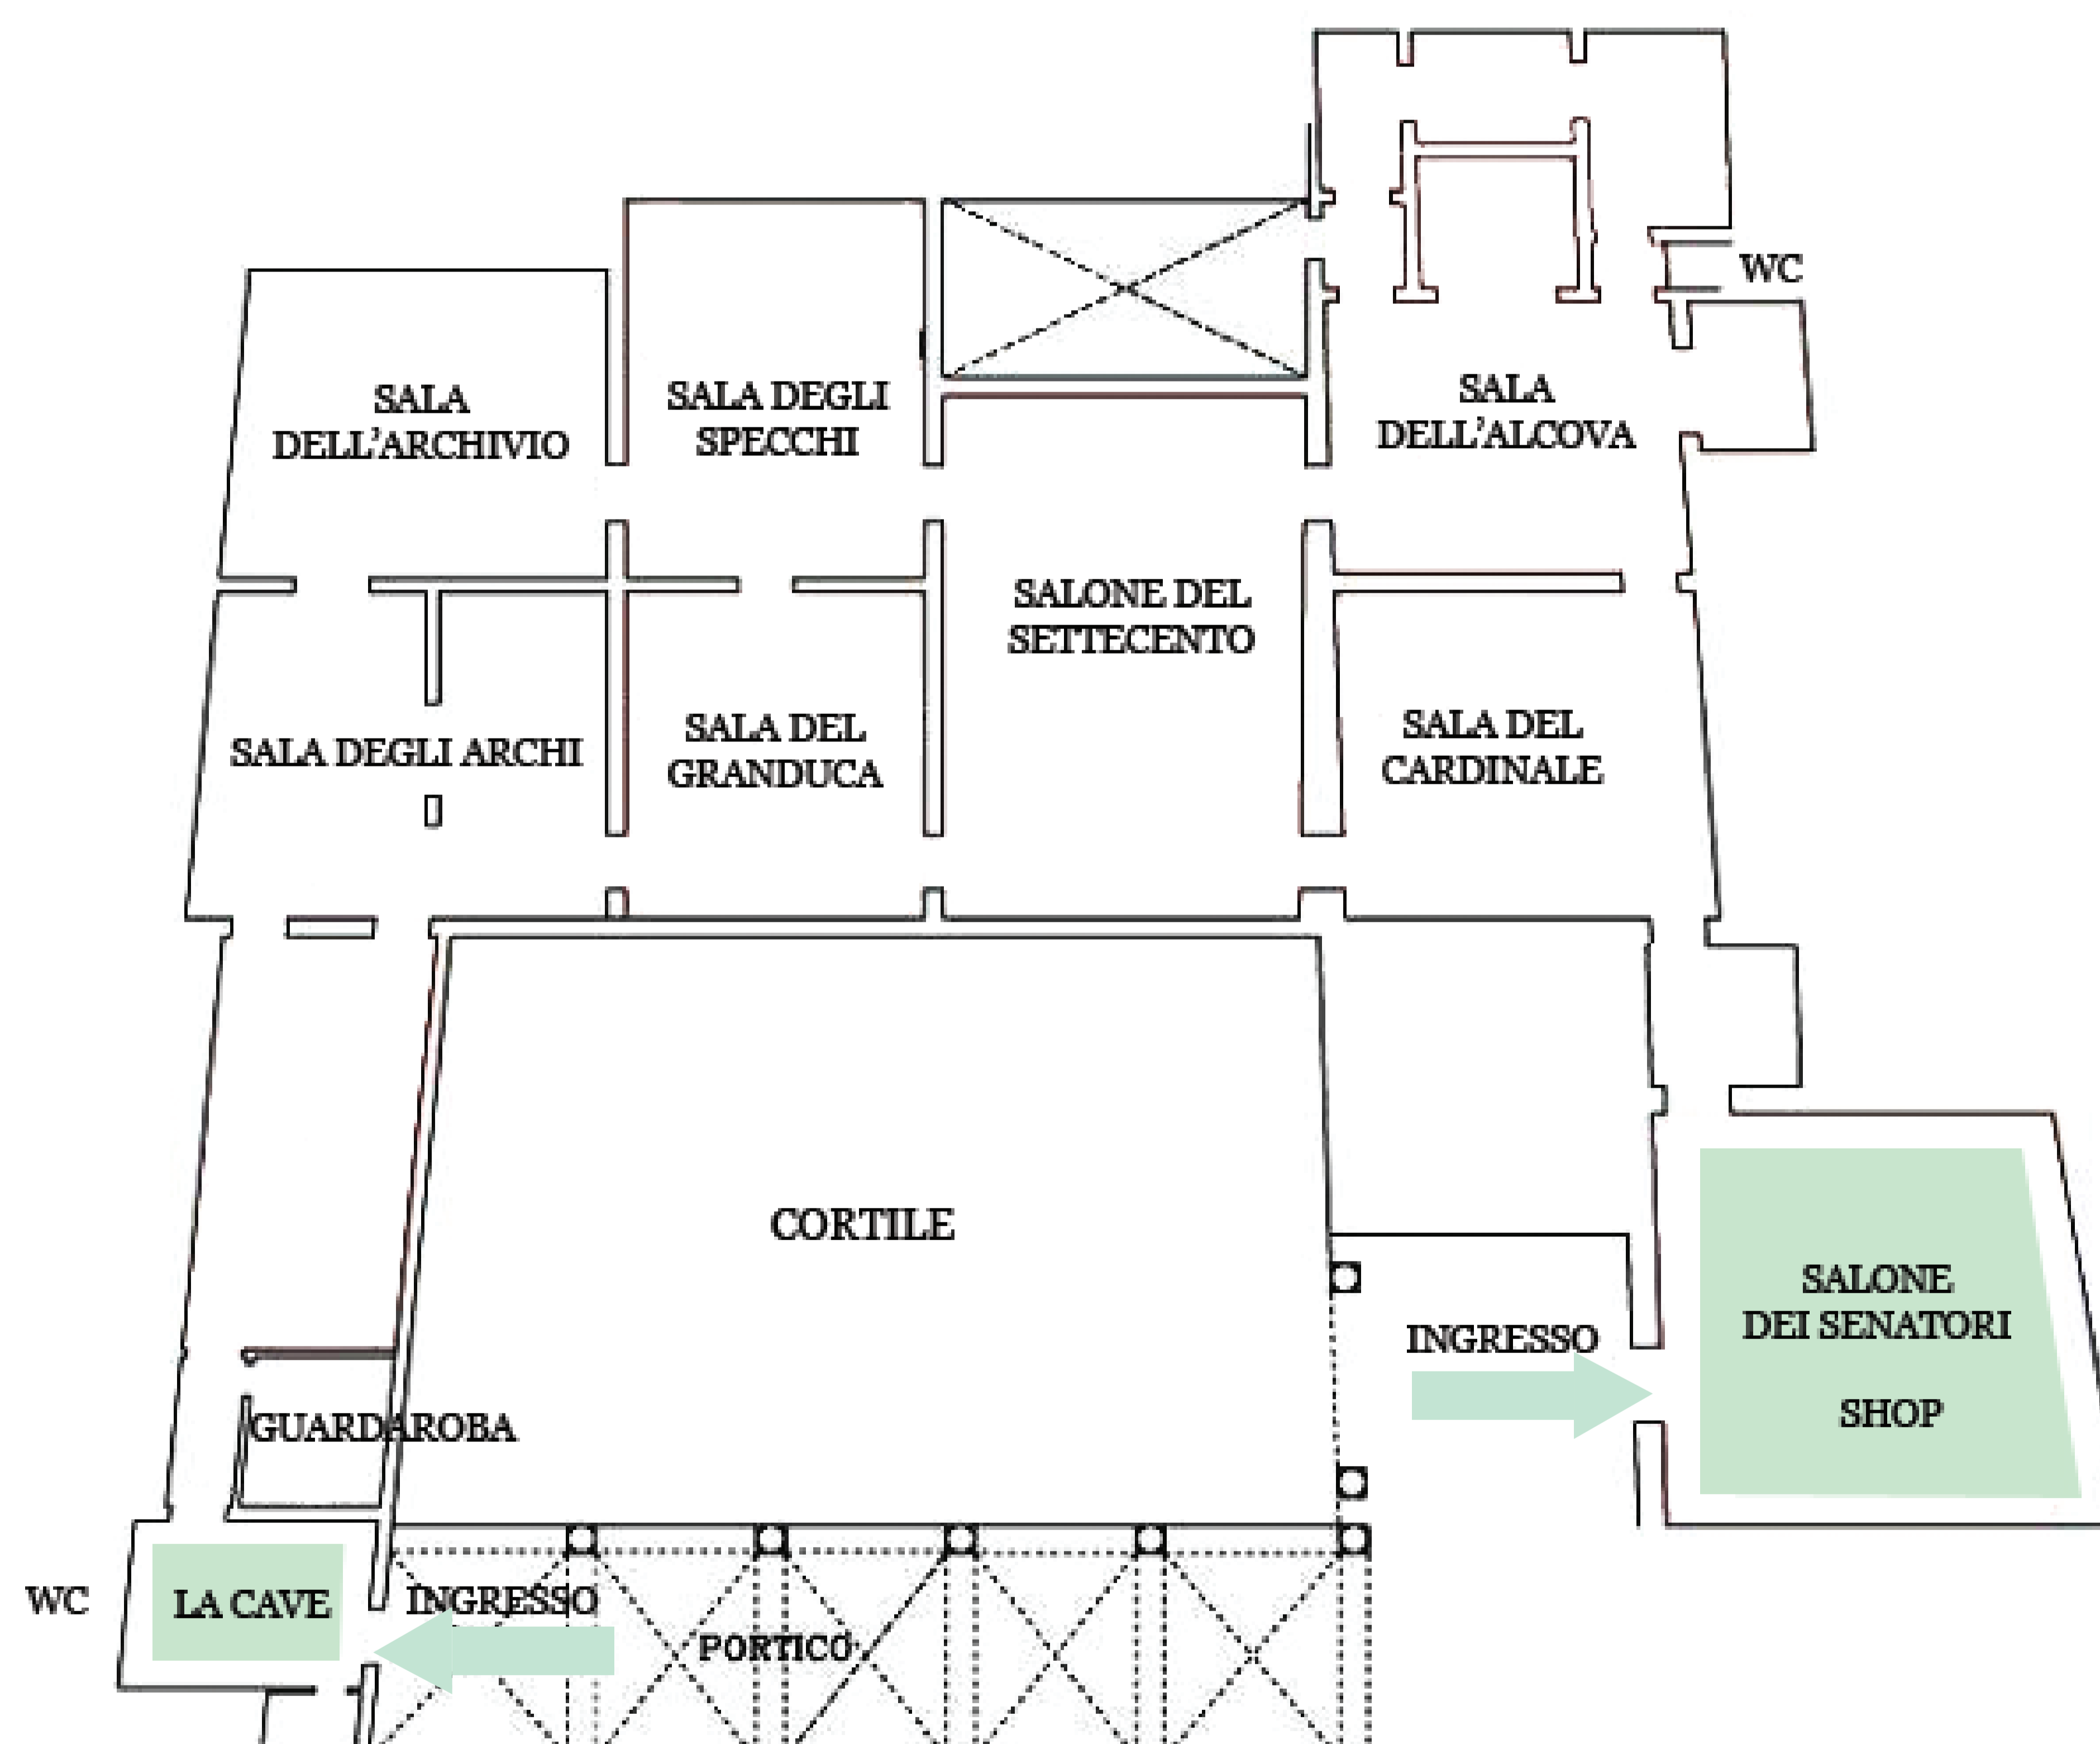 WC
SALA
DELL'ARCHIVIO
SALA DEGLI
SPECCHI
SALA
DELL'ALCOVA
SALONE DEL
SETTECENTO
SALA DEGLI ARCHI
SALA DEL
GRANDUCA
SALA DEL
CARDINALE
CORTILE
SALONE
DEI SENATORI
SHOP
INGRESSO
GUARDAROBA
WC
LA CAVE
INGRESSO
PORTICO